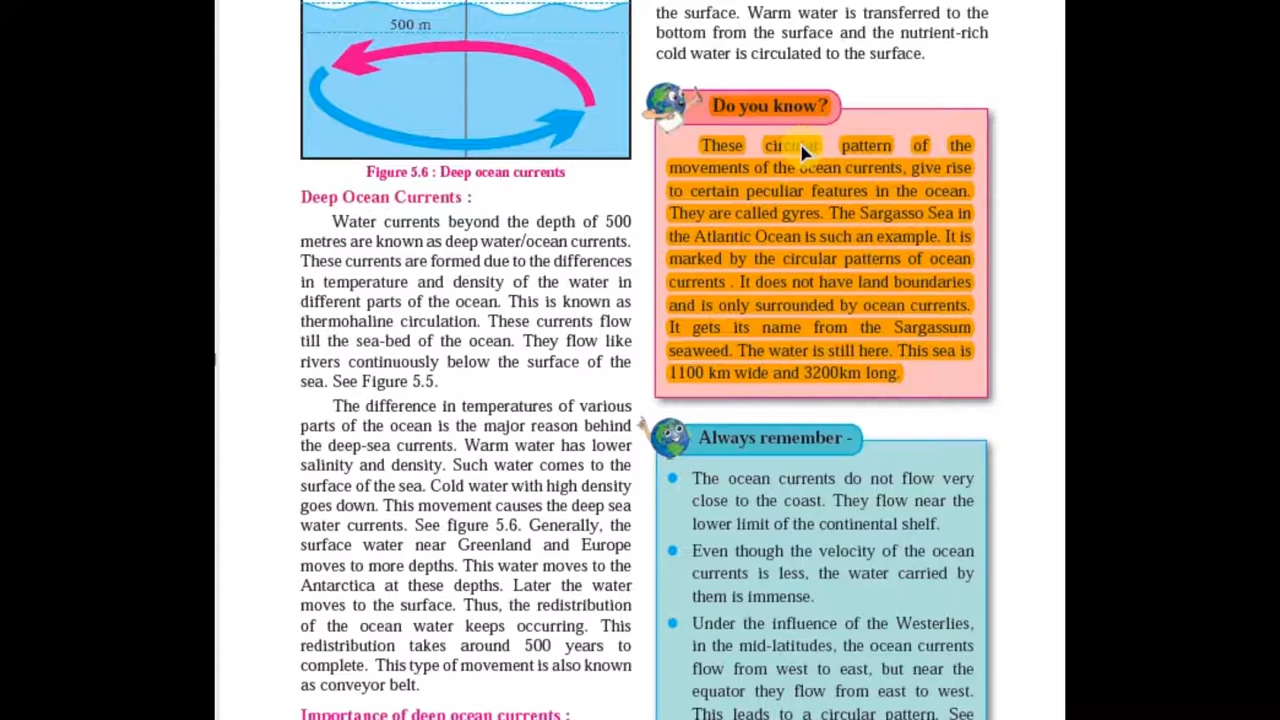 500 m
Figure 5.6 : Deep ocean currents
Deep Ocean Currents :
Water currents beyond the depth of 500
metres are known as deep water/ocean currents.
These currents are formed due to the differences
in temperature and density of the water in
different parts of the ocean. This is known as
thermohaline circulation. These currents flow
till the sea-bed of the ocean. They flow like
rivers continuously below the surface of the
sea. See Figure 5.5.
The difference in temperatures of various
parts of the ocean is the major reason behind
the deep-sea currents. Warm water has lower
salinity and density. Such water comes to the
surface of the sea. Cold water with high density
goes down. This movement causes the deep sea
water currents. See figure 5.6. Generally, the
surface water near Greenland and Europe
moves to more depths. This water moves to the
Antarctica at these depths. Later the water
moves to the surface. Thus, the redistribution
of the ocean water keeps occurring. This
redistribution takes around 500 years to
complete. This type of movement is also known
as conveyor belt.
Importance of deep ocean currents :
the surface. Warm water is transferred to the
bottom from the surface and the nutrient-rich
cold water is circulated to the surface.
Do you know?
These circular pattern of the
movements of the ocean currents, give rise
to certain peculiar features in the ocean.
They are called gyres. The Sargasso Sea in
the Atlantic Ocean is such an example. It is
marked by the circular patterns of ocean
currents . It does not have land boundaries
and is only surrounded by ocean currents.
It gets its name from the Sargassum
seaweed. The water is still here. This sea is
1100 km wide and 3200km long.
Always remember -
The ocean currents do not flow very
close to the coast. They flow near the
lower limit of the continental shelf.
Even though the velocity of the ocean
currents is less, the water carried by
them is immense.
Under the influence of the Westerlies,
in the mid-latitudes, the ocean currents
flow from west to east, but near the
equator they flow from east to west.
This leads to a circular pattern. See